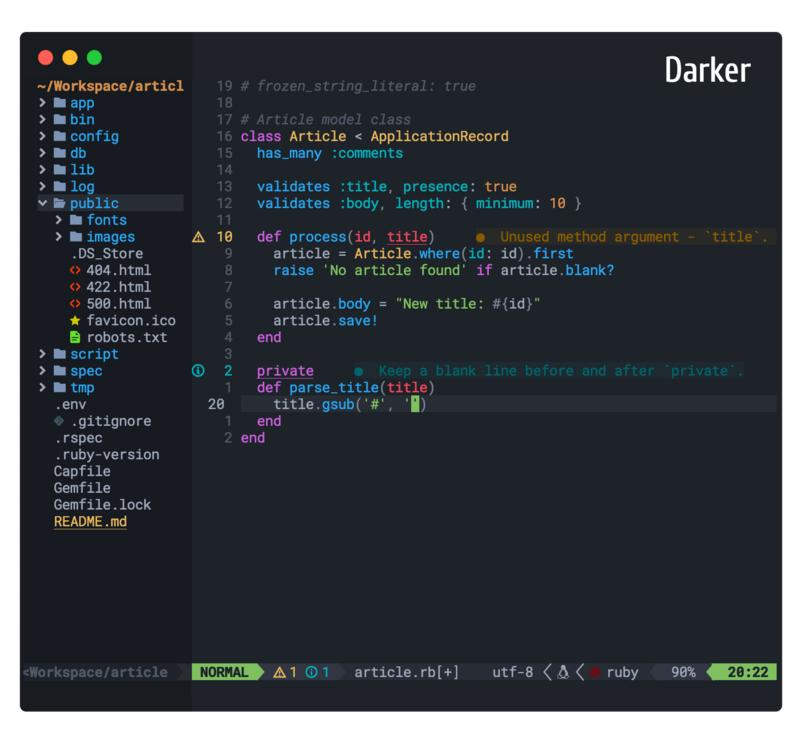 Darker
~/Workspace/articl
app
bin
config
db
lib
log
public
fonts
images
.DS_Store
404.html
422.html
500.html
favicon.ico
robots.txt
script
spec
tmp
.env
.gitignore
.rspec
.ruby-version
Capfile
Gemfile
Gemfile.lock
README.md
19 # frozen_string_literal: true
18
17 # Article model class
16 class Article < ApplicationRecord
15   has_many :comments
14
13   validates :title, presence: true
12   validates :body, length: { minimum: 10 }
11
10   def process(id, title)     ● Unused method argument - `title`.
9     article = Article.where(id: id).first
8     raise 'No article found' if article.blank?
7
6     article.body = "New title: #{id}"
5     article.save!
4   end
3
2   private     ● Keep a blank line before and after `private`.
1   def parse_title(title)
20     title.gsub('#', '')
1   end
2 end
<Workspace/article
NORMAL 1 1 article.rb[+] utf-8 ruby 90% 20:22